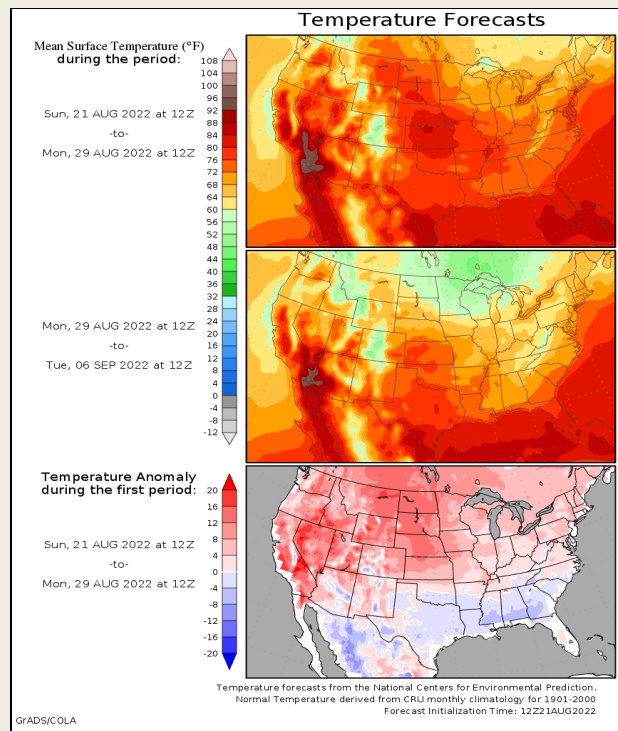 Temperature Forecasts
Mean Surface Temperature (°F)
during the period:
108
104
100
96
92
88
84
80
76
72
68
64
60
56
52
48
44
40
36
32
28
24
20
16
12
8
4
0
-4
-8
-12
Sun, 21 AUG 2022 at 12Z
-to-
Mon, 29 AUG 2022 at 12Z
Mon, 29 AUG 2022 at 12Z
-to-
Tue, 06 SEP 2022 at 12Z
Temperature Anomaly
during the first period:
20
16
12
8
4
0
-4
-8
-12
-16
-20
Sun, 21 AUG 2022 at 12Z
-to-
Mon, 29 AUG 2022 at 12Z
Temperature forecasts from the National Centers for Environmental Prediction.
Normal Temperature derived from CRU monthly climatology for 1901-2000
Forecast Initialization Time: 12Z21AUG2022
GrADS/COLA